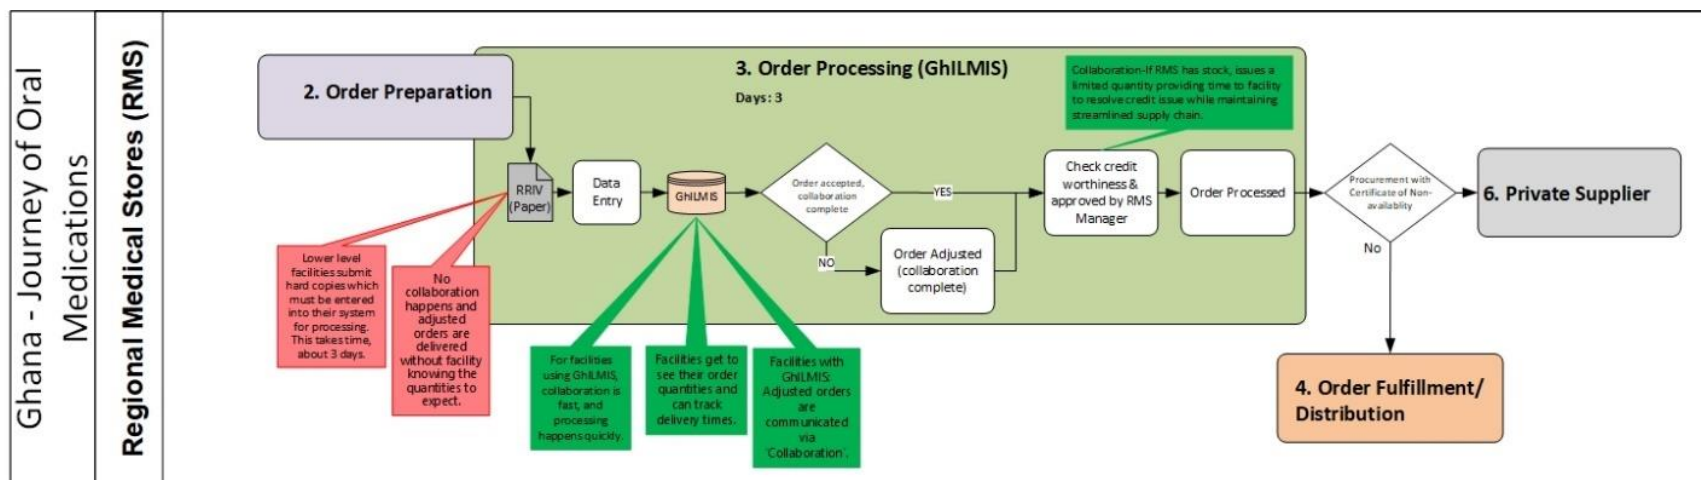 Ghana - Journey of Oral
Medications
Regional Medical Stores (RMS)
2. Order Preparation
3. Order Processing (GhILMIS)
Days: 3
Collaboration-If RMS has stock, issues a
limited quantity providing time to facility
to resolve credit issue while maintaining
streamlined supply chain.
RRIV
(Paper)
Data
Entry
GhILMIS
Order accepted,
collaboration
complete
YES
NO
Order Adjusted
(collaboration
complete)
Check credit
worthiness &
approved by RMS
Manager
Order Processed
Procurement with
Certificate of Non-
availablity
No
6. Private Supplier
4. Order Fulfillment/
Distribution
Lower level
facilities submit
hard copies which
must be entered
into their system
for processing.
This takes time,
about 3 days.
No
collaboration
happens and
adjusted
orders are
delivered
without facility
knowing the
quantities to
expect.
For facilities
using GhILMIS,
collaboration is
fast, and
processing
happens quickly.
Facilities get to
see their order
quantities and
can track
delivery times.
Facilities with
GhILMIS:
Adjusted orders
are
communicated
via
'Collaboration'.